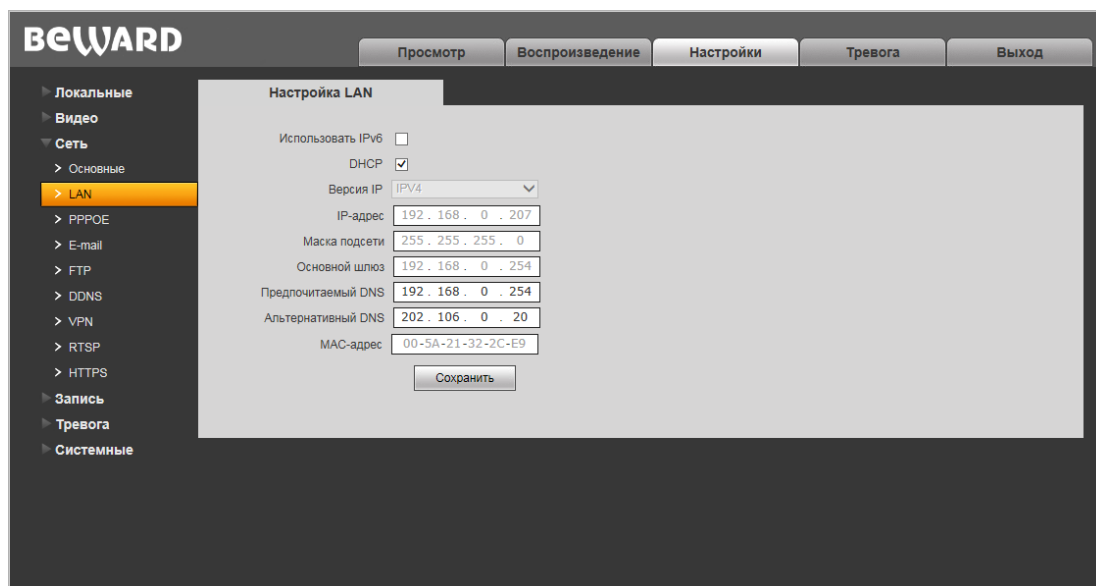 BEWARD
Просмотр Воспроизведение Настройки Тревога Выход
Локальные
Видео
Сеть
> Основные
> LAN
> PPPOE
> E-mail
> FTP
> DDNS
> VPN
> RTSP
> HTTPS
Запись
Тревога
Системные
Настройка LAN
Использовать IPv6
DHCP
Версия IP IPV4
IP-адрес 192 . 168 . 0 . 207
Маска подсети 255 . 255 . 255 . 0
Основной шлюз 192 . 168 . 0 . 254
Предпочитаемый DNS 192 . 168 . 0 . 254
Альтернативный DNS 202 . 106 . 0 . 20
MAC-адрес 00-5A-21-32-2C-E9
Сохранить